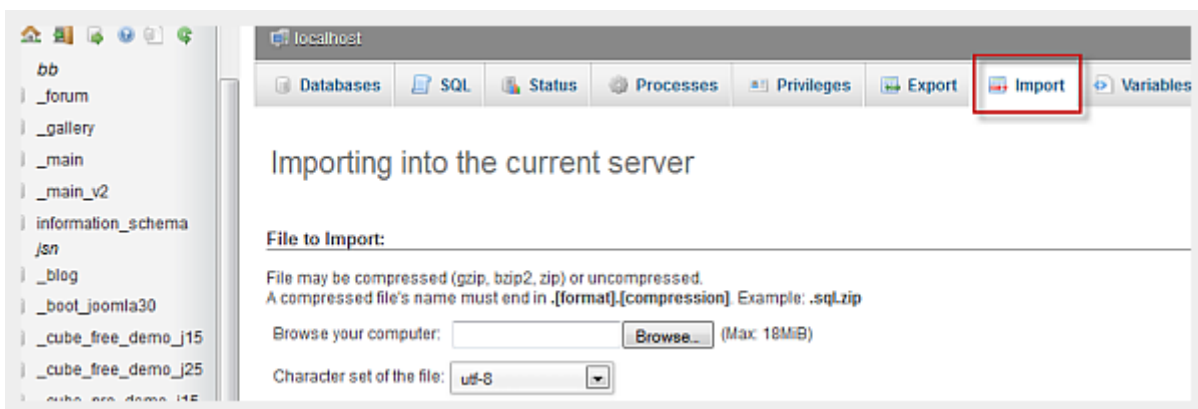 bb
_forum
_gallery
_main
_main_v2
information_schema
jsn
_blog
_boot_joomla30
_cube_free_demo_j15
_cube_free_demo_j25
_cube_pro_demo_j15
localhost
Databases SQL Status Processes Privileges Export Import Variables
Importing into the current server
File to Import:
File may be compressed (gzip, bzip2, zip) or uncompressed.
A compressed file's name must end in .[format].[compression]. Example: .sql.zip
Browse your computer: Browse... (Max: 18MiB)
Character set of the file: utf-8